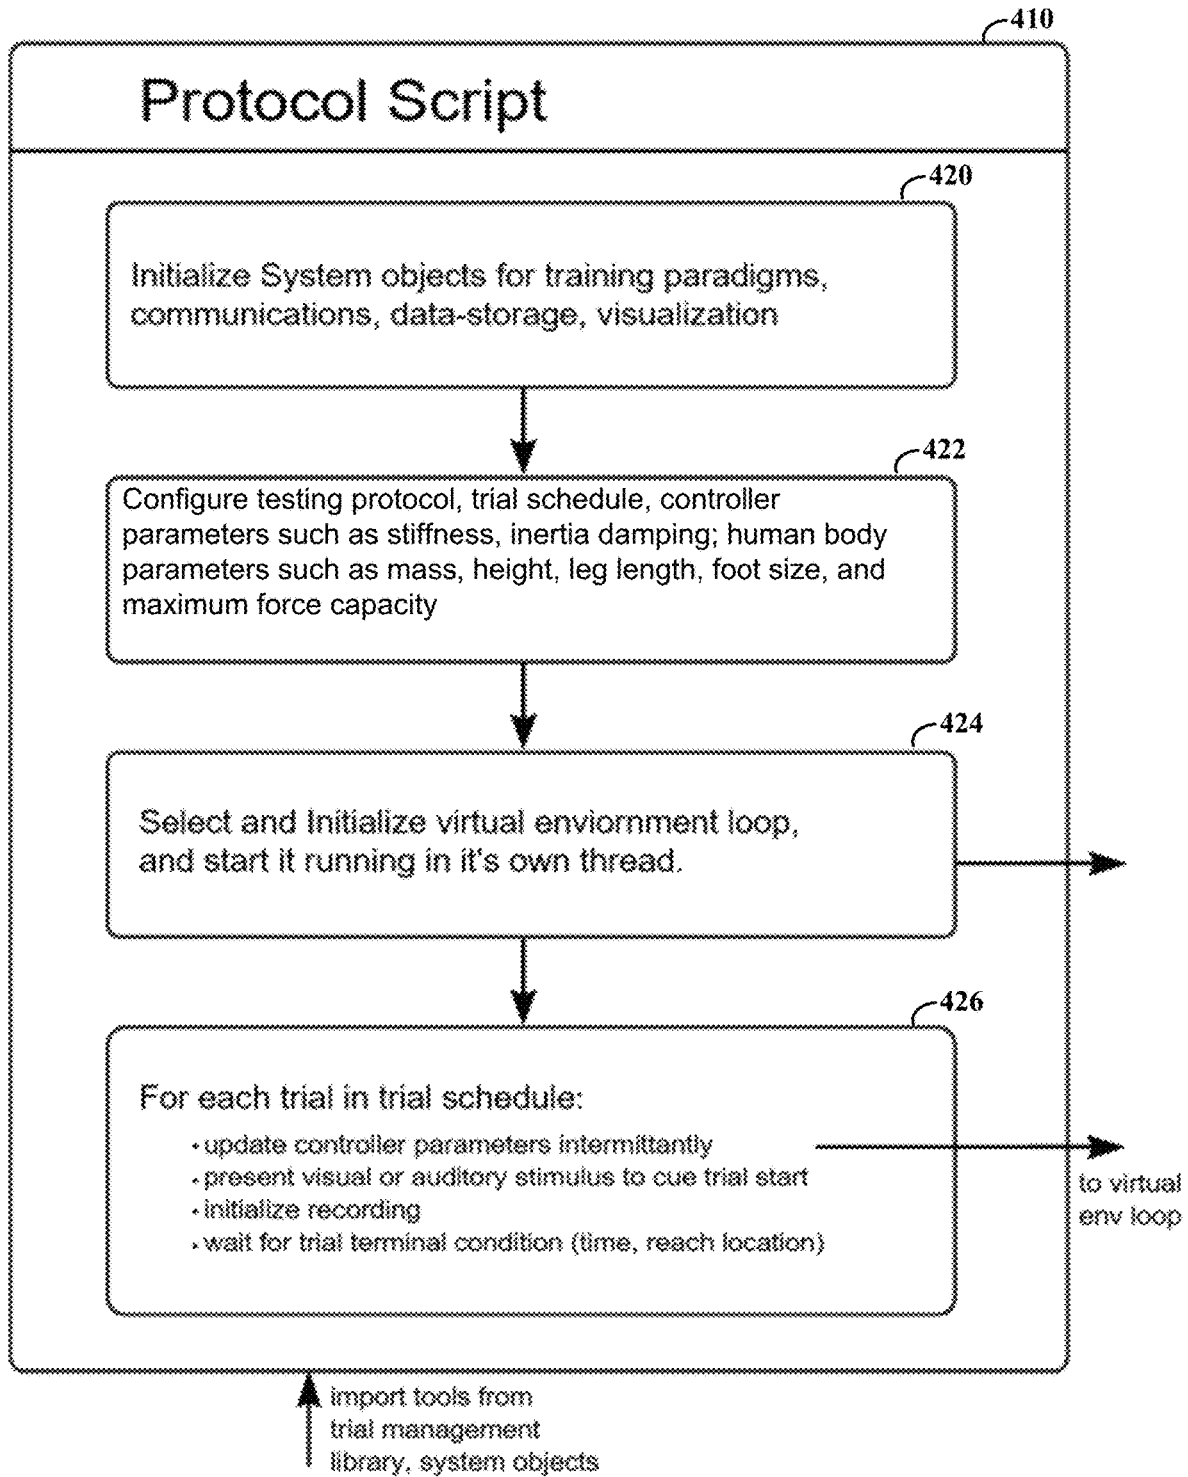 410
Protocol Script
420
Initialize System objects for training paradigms,
communications, data-storage, visualization
422
Configure testing protocol, trial schedule, controller
parameters such as stiffness, inertia damping; human body
parameters such as mass, height, leg length, foot size, and
maximum force capacity
424
Select and Initialize virtual enviornment loop,
and start it running in it's own thread.
426
For each trial in trial schedule:
• update controller parameters intermittantly
• present visual or auditory stimulus to cue trial start
• initialize recording
• wait for trial terminal condition (time, reach location)
to virtual
env loop
import tools from
trial management
library, system objects